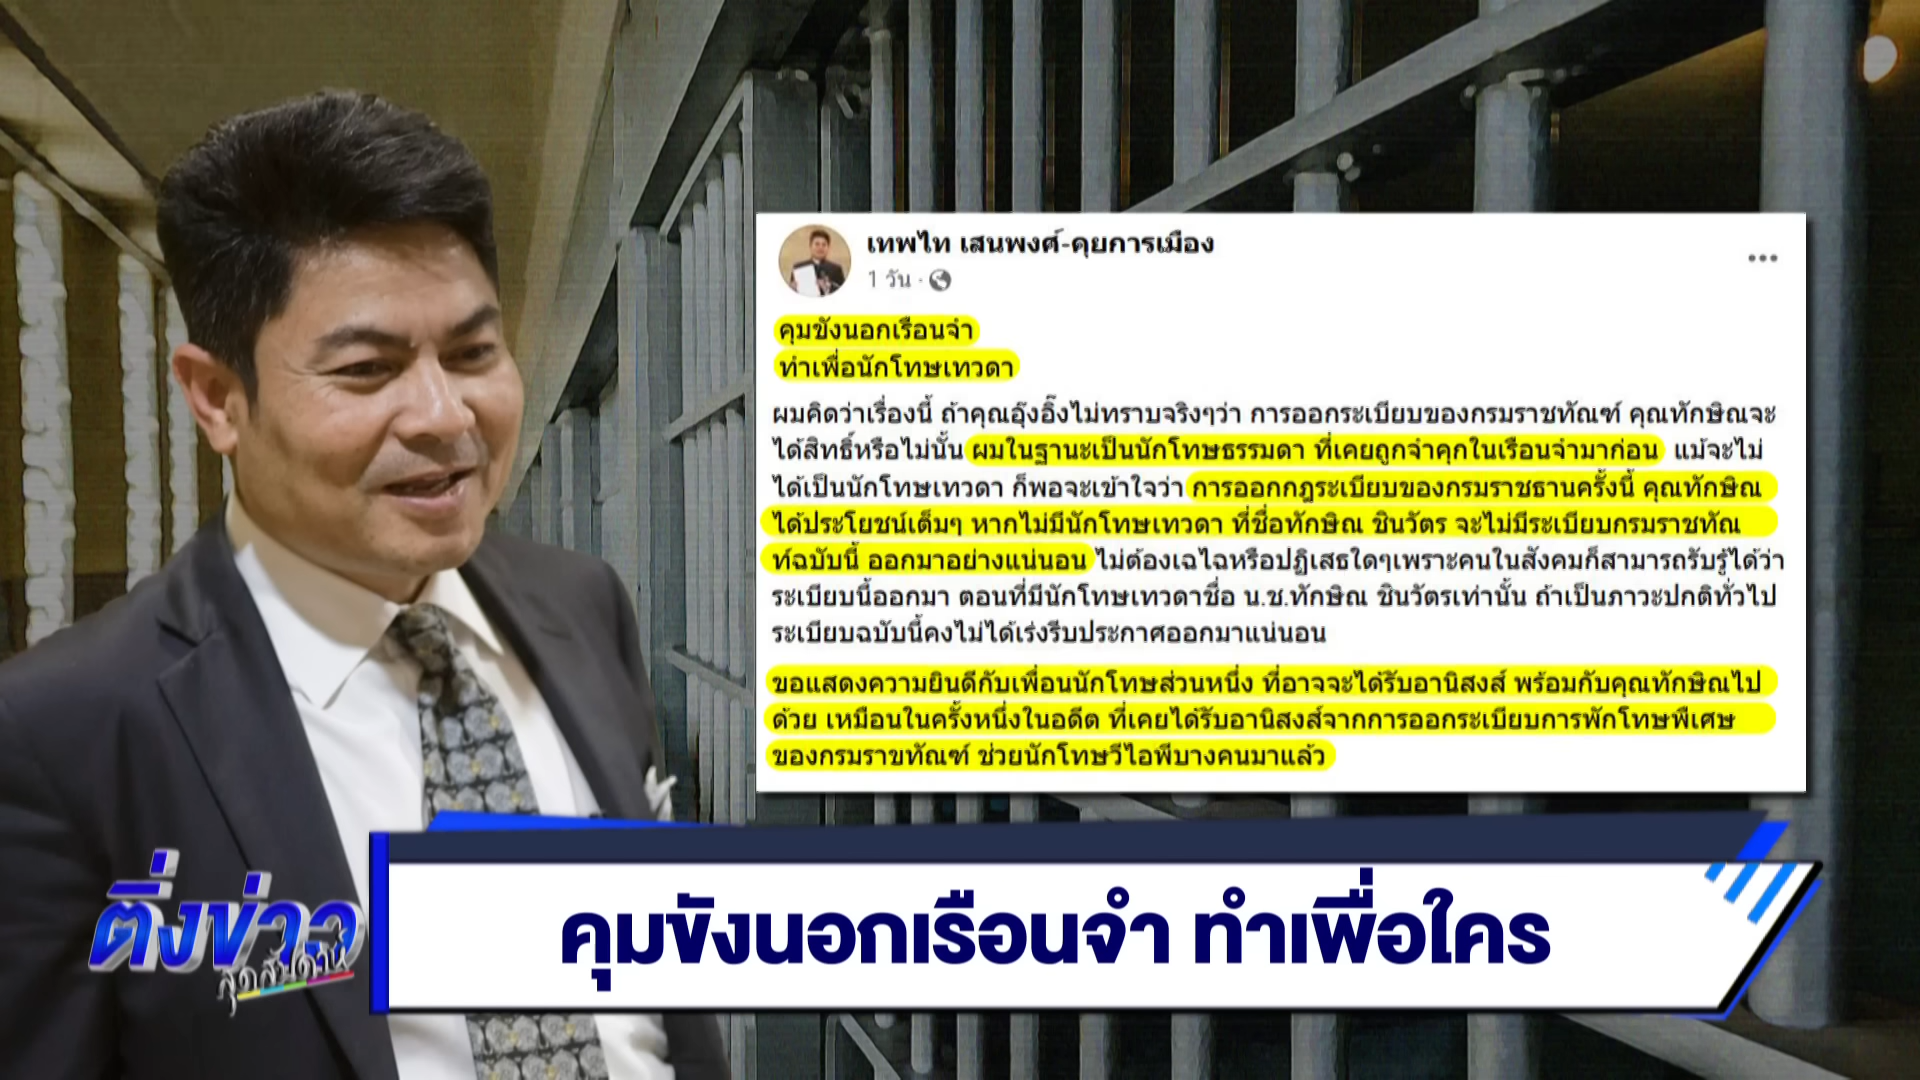 เทพไท เสนพงศ์-คุยการเมือง
1 วัน ·
คุมขังนอกเรือนจำ
ทำเพื่อนักโทษเทวดา
ผมคิดว่าเรื่องนี้ ถ้าคุณอุ๊งอิ๊งไม่ทราบจริงๆว่า การออกระเบียบของกรมราชทัณฑ์ คุณทักษิณจะ
ได้สิทธิ์หรือไม่นั้น ผมในฐานะเป็นนักโทษธรรมดา ที่เคยถูกจำคุกในเรือนจำมาก่อน แม้จะไม่
ได้เป็นนักโทษเทวดา ก็พอจะเข้าใจว่า การออกกฎระเบียบของกรมราชธานครั้งนี้ คุณทักษิณ
ได้ประโยชน์เต็มๆ หากไม่มีนักโทษเทวดา ที่ชื่อทักษิณ ชินวัตร จะไม่มีระเบียบกรมราชทัณ
ฑ์ฉบับนี้ ออกมาอย่างแน่นอน ไม่ต้องเฉไฉหรือปฏิเสธใดๆเพราะคนในสังคมก็สามารถรับรู้ได้ว่า
ระเบียบนี้ออกมา ตอนที่มีนักโทษเทวดาชื่อ น.ช.ทักษิณ ชินวัตรเท่านั้น ถ้าเป็นภาวะปกติทั่วไป
ระเบียบฉบับนี้คงไม่ได้เร่งรีบประกาศออกมาแน่นอน
ขอแสดงความยินดีกับเพื่อนนักโทษส่วนหนึ่ง ที่อาจจะได้รับอานิสงส์ พร้อมกับคุณทักษิณไป
ด้วย เหมือนในครั้งหนึ่งในอดีต ที่เคยได้รับอานิสงส์จากการออกระเบียบการพักโทษพิเศษ
ของกรมราชทัณฑ์ ช่วยนักโทษวีไอพีบางคนมาแล้ว
ติ่งข่าว
สุดสัปดาห์
คุมขังนอกเรือนจำ ทำเพื่อใคร